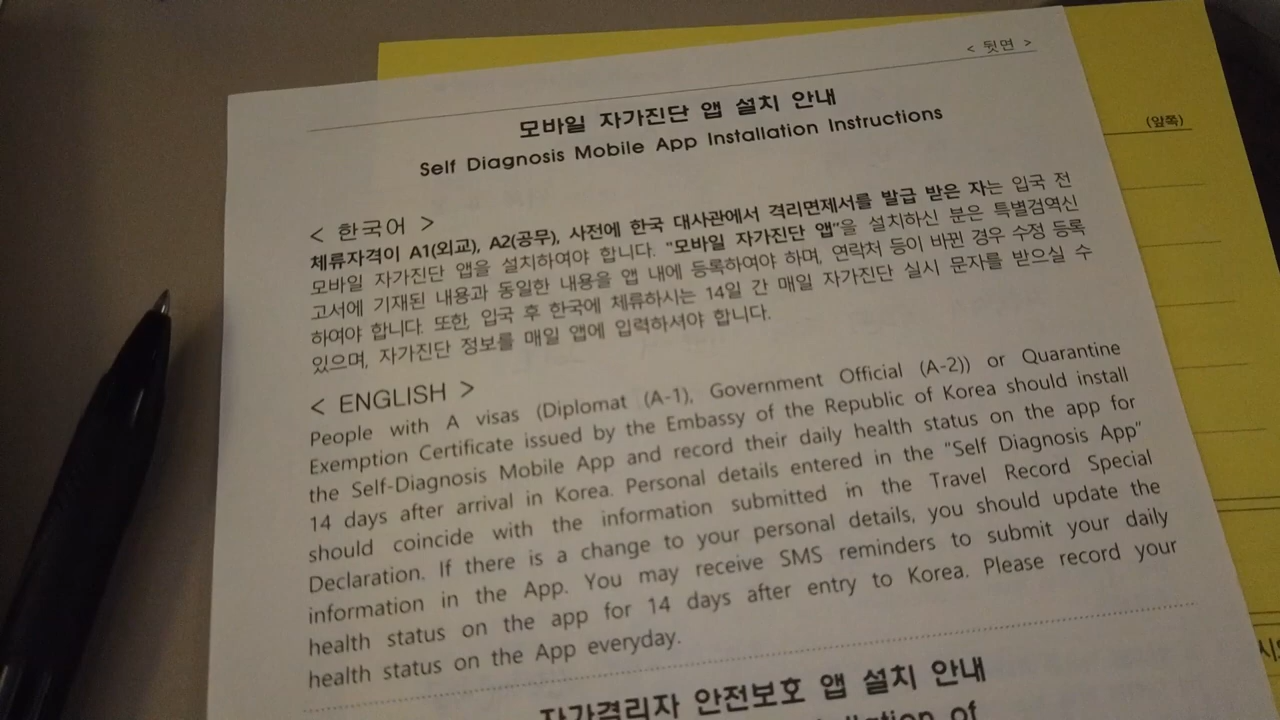 < 뒷면 >
(앞쪽)
모바일 자가진단 앱 설치 안내
Self Diagnosis Mobile App Installation Instructions
< 한국어 >
체류자격이 A1(외교), A2(공무), 사전에 한국 대사관에서 격리면제서를 발급 받은 자는 입국 전
모바일 자가진단 앱을 설치하여야 합니다. "모바일 자가진단 앱"을 설치하신 분은 특별검역신
고서에 기재된 내용과 동일한 내용을 앱 내에 등록하여야 하며, 연락처 등이 바뀐 경우 수정 등록
하여야 합니다. 또한, 입국 후 한국에 체류하시는 14일 간 매일 자가진단 실시 문자를 받으실 수
있으며, 자가진단 정보를 매일 앱에 입력하셔야 합니다.
< ENGLISH >
People with A visas (Diplomat (A-1), Government Official (A-2)) or Quarantine
Exemption Certificate issued by the Embassy of the Republic of Korea should install
the Self-Diagnosis Mobile App and record their daily health status on the app for
14 days after arrival in Korea. Personal details entered in the "Self Diagnosis App"
should coincide with the information submitted in the Travel Record Special
Declaration. If there is a change to your personal details, you should update the
information in the App. You may receive SMS reminders to submit your daily
health status on the app for 14 days after entry to Korea. Please record your
health status on the App everyday.
자가격리자 안전보호 앱 설치 안내
of